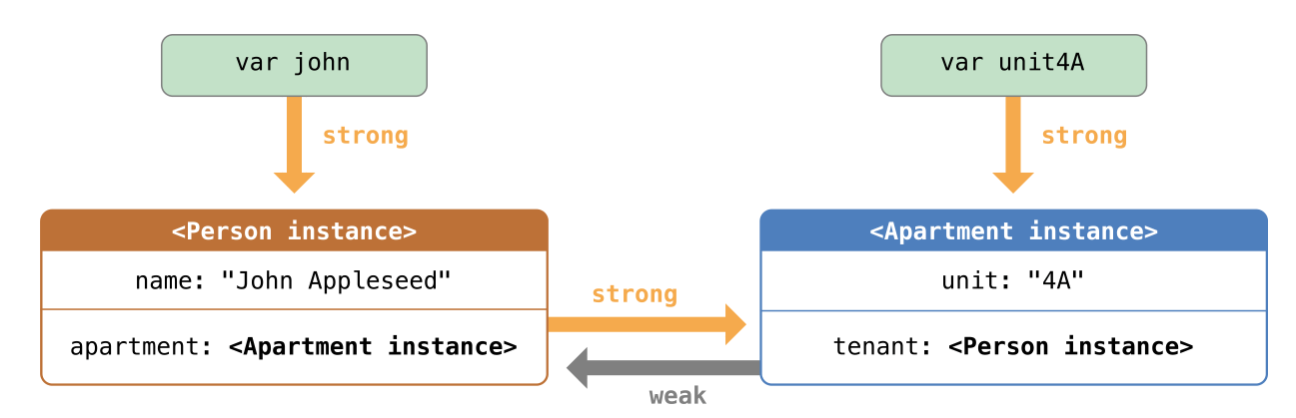 var john
var unit4A
strong
strong
<Person instance>
<Apartment instance>
name: "John Appleseed"
unit: "4A"
strong
apartment: <Apartment instance>
tenant: <Person instance>
weak